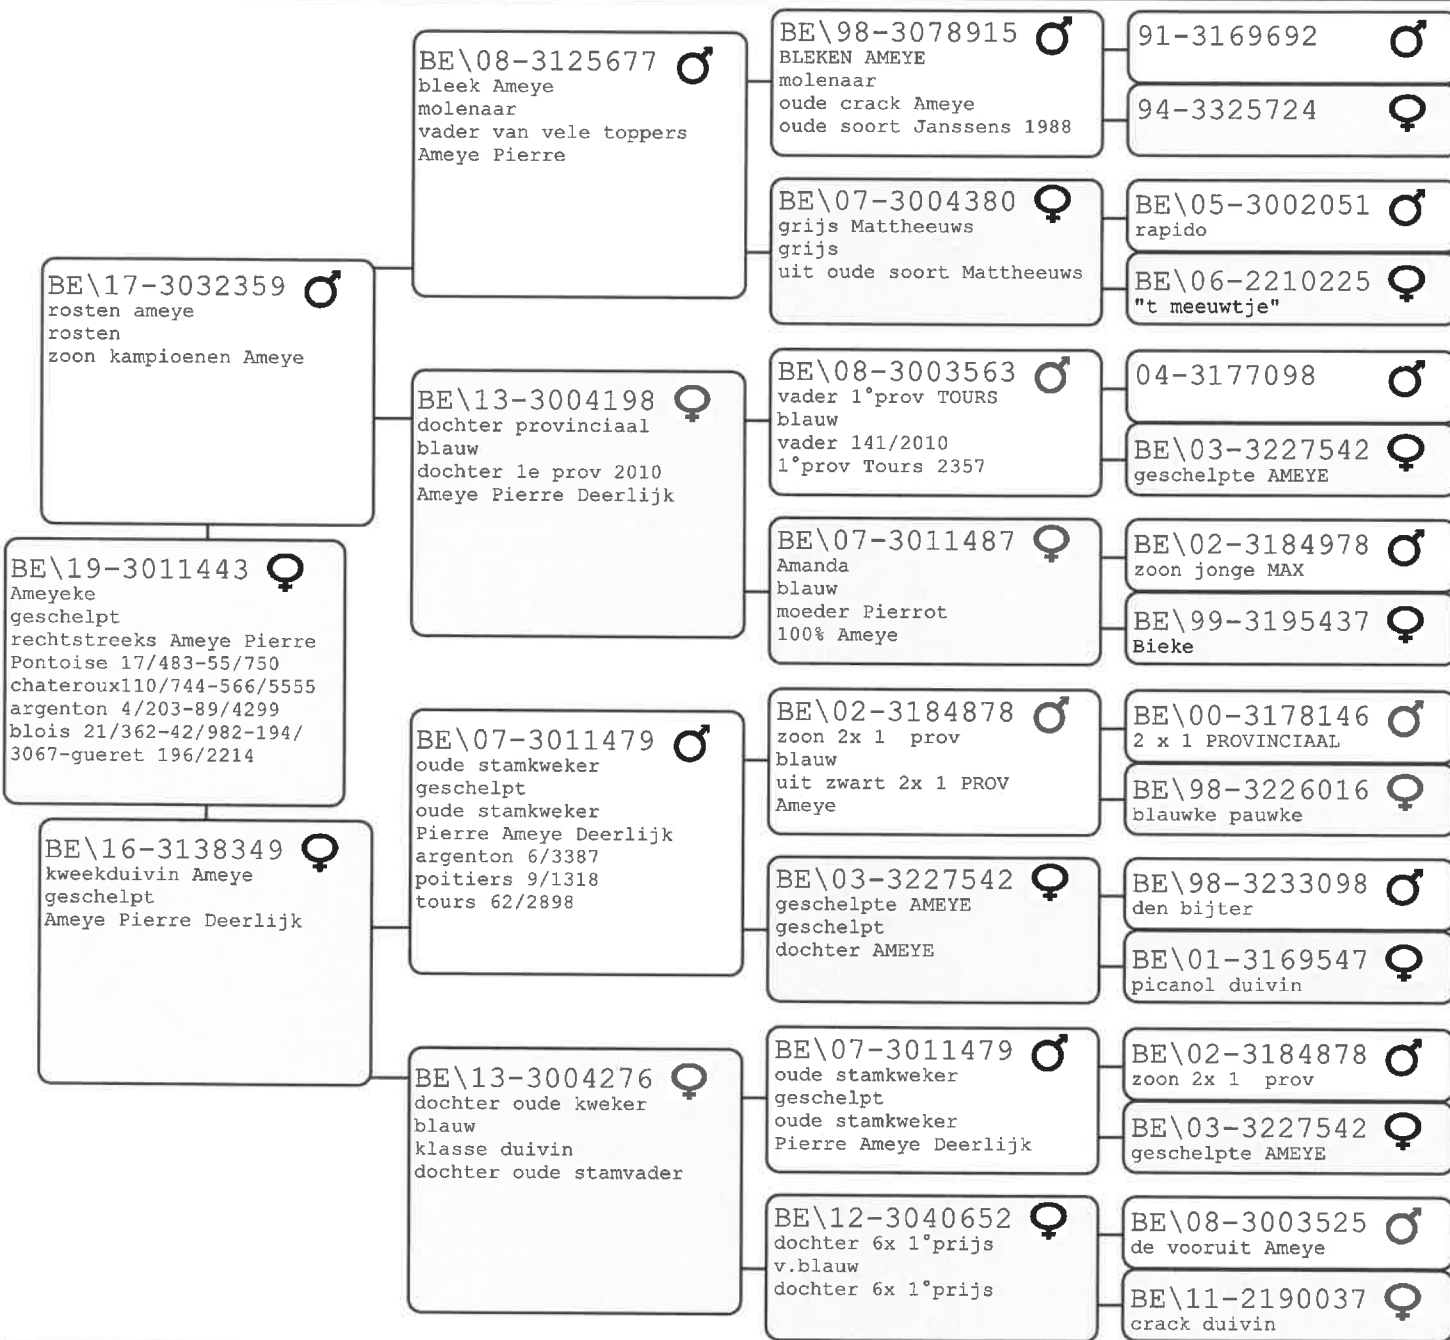 BE\17-3032359
rosten ameye
rosten
zoon kampioenen Ameye
BE\19-3011443
Ameyeke
geschelpt
rechtstreeks Ameye Pierre
Pontoise 17/483-55/750
chateroux110/744-566/5555
argenton 4/203-89/4299
blois 21/362-42/982-194/
3067-gueret 196/2214
BE\16-3138349
kweekduivin Ameye
geschelpt
Ameye Pierre Deerlijk
BE\08-3125677
bleek Ameye
molenaar
vader van vele toppers
Ameye Pierre
BE\13-3004198
dochter provinciaal
blauw
dochter 1e prov 2010
Ameye Pierre Deerlijk
BE\07-3011479
oude stamkweker
geschelpt
oude stamkweker
Pierre Ameye Deerlijk
argenton 6/3387
poitiers 9/1318
tours 62/2898
BE\13-3004276
dochter oude kweker
blauw
klasse duivin
dochter oude stamvader
BE\98-3078915
BLEKEN AMEYE
molenaar
oude crack Ameye
oude soort Janssens 1988
BE\07-3004380
grijs Mattheeuws
grijs
uit oude soort Mattheeuws
BE\08-3003563
vader 1°prov TOURS
blauw
vader 141/2010
1°prov Tours 2357
BE\07-3011487
Amanda
blauw
moeder Pierrot
100% Ameye
BE\02-3184878
zoon 2x 1 prov
blauw
uit zwart 2x 1 PROV
Ameye
BE\03-3227542
geschelpte AMEYE
geschelpt
dochter AMEYE
BE\07-3011479
oude stamkweker
geschelpt
oude stamkweker
Pierre Ameye Deerlijk
BE\12-3040652
dochter 6x 1°prijs
v.blauw
dochter 6x 1°prijs
91-3169692
94-3325724
BE\05-3002051
rapido
BE\06-2210225
"t meeuwtje"
04-3177098
BE\03-3227542
geschelpte AMEYE
BE\02-3184978
zoon jonge MAX
BE\99-3195437
Bieke
BE\00-3178146
2 x 1 PROVINCIAAL
BE\98-3226016
blauwke pauwke
BE\98-3233098
den bijter
BE\01-3169547
picanol duivin
BE\02-3184878
zoon 2x 1 prov
BE\03-3227542
geschelpte AMEYE
BE\08-3003525
de vooruit Ameye
BE\11-2190037
crack duivin